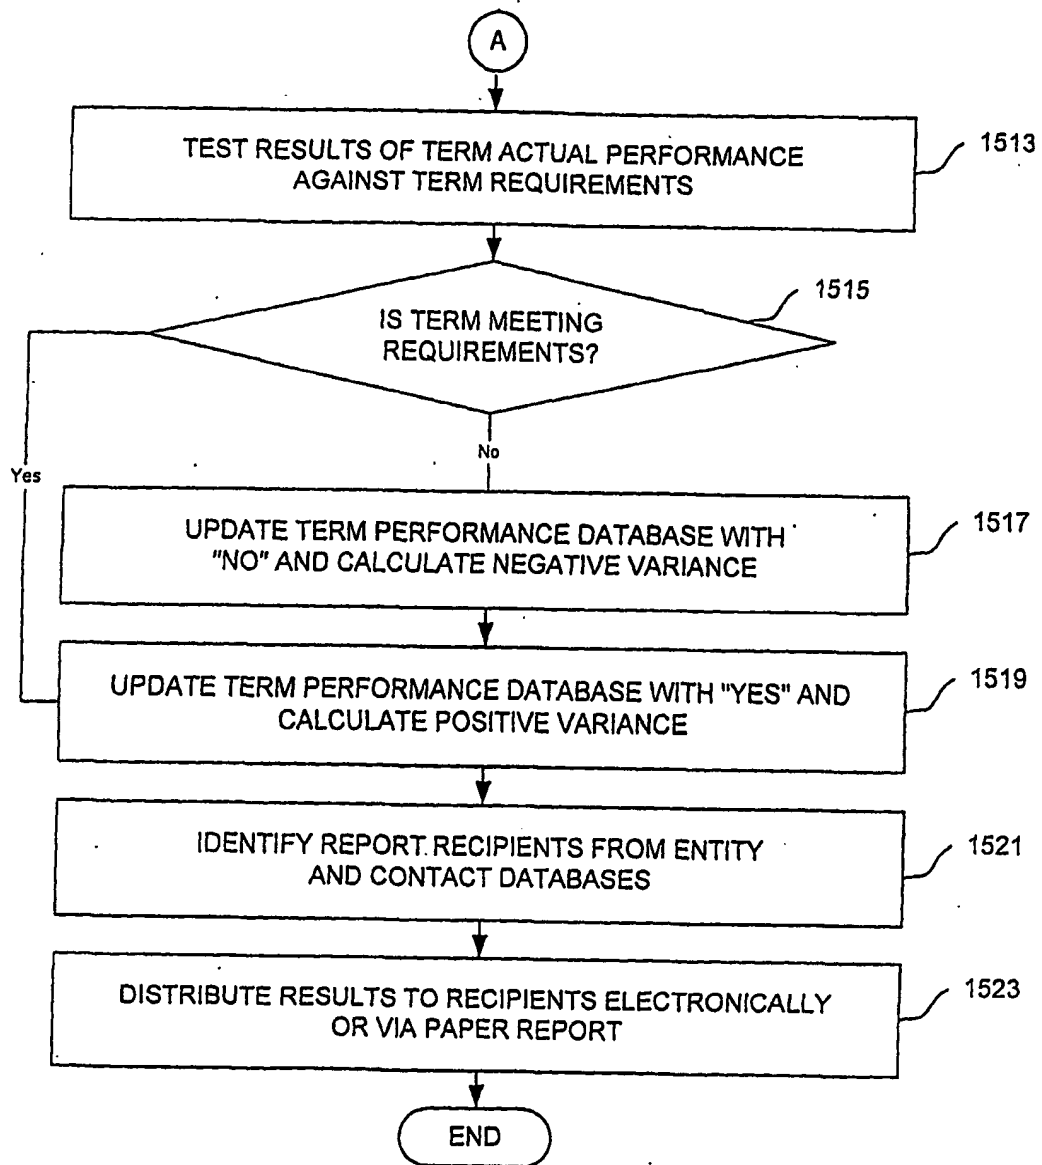 A
TEST RESULTS OF TERM ACTUAL PERFORMANCE
AGAINST TERM REQUIREMENTS
1513
IS TERM MEETING
REQUIREMENTS?
1515
No
Yes
UPDATE TERM PERFORMANCE DATABASE WITH
"NO" AND CALCULATE NEGATIVE VARIANCE
1517
UPDATE TERM PERFORMANCE DATABASE WITH "YES" AND
CALCULATE POSITIVE VARIANCE
1519
IDENTIFY REPORT RECIPIENTS FROM ENTITY
AND CONTACT DATABASES
1521
DISTRIBUTE RESULTS TO RECIPIENTS ELECTRONICALLY
OR VIA PAPER REPORT
1523
END